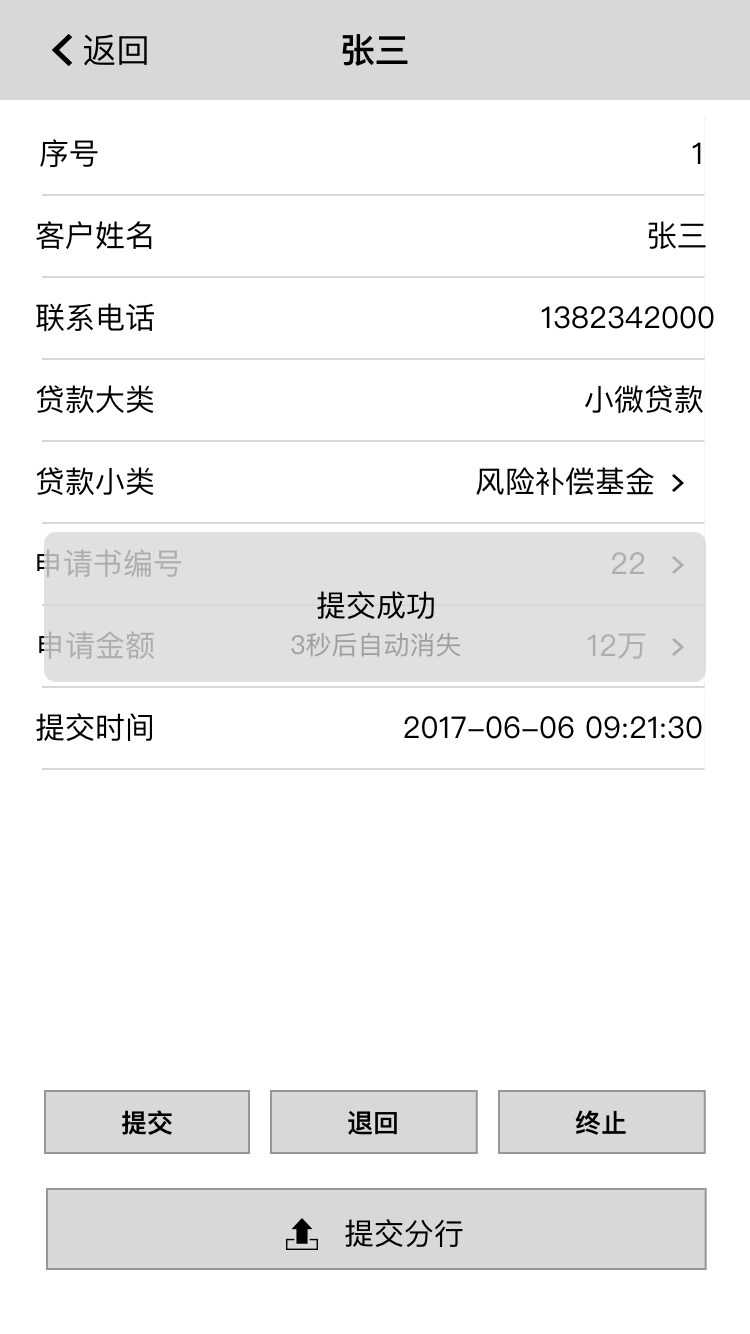 返回 张三
序号 1
客户姓名 张三
联系电话 1382342000
贷款大类 小微贷款
贷款小类 风险补偿基金
申请书编号 22
提交成功
申请金额 3秒后自动消失 12万
提交时间 2017-06-06 09:21:30
提交 退回 终止
提交分行